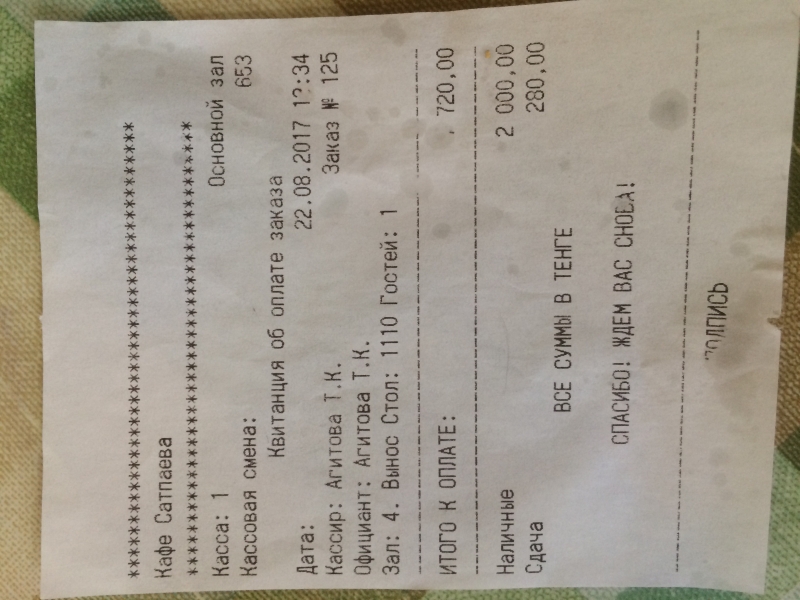 ************************************
Кафе Сатпаева
************************************
Касса: 1 Основной зал
Кассовая смена: 653
Квитанция об оплате заказа
Дата: 22.08.2017
Кассир: Агитова Т.К. Заказ № 125
Официант: Агитова Т.К.
Зал: 4. Вынос Стол: 1110 Гостей: 1
ИТОГО К ОПЛАТЕ: 720,00
Наличные 2 000,00
Сдача 280,00
ВСЕ СУММЫ В ТЕНГЕ
СПАСИБО! ЖДЕМ ВАС СНОВА!